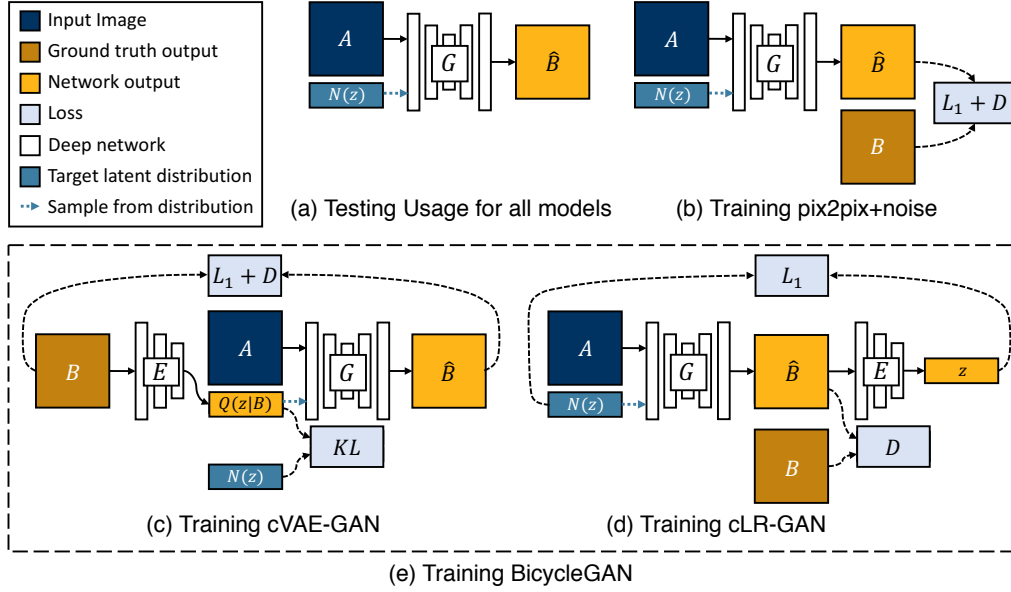 Input Image
Ground truth output
Network output
Loss
Deep network
Target latent distribution
Sample from distribution
A
N(z)
G
B̂
(a) Testing Usage for all models
A
N(z)
G
B̂
B
L₁ + D
(b) Training pix2pix+noise
L₁ + D
B
E
A
Q(z|B)
G
B̂
KL
N(z)
(c) Training cVAE-GAN
L₁
A
N(z)
G
B̂
E
z
B
D
(d) Training cLR-GAN
(e) Training BicycleGAN